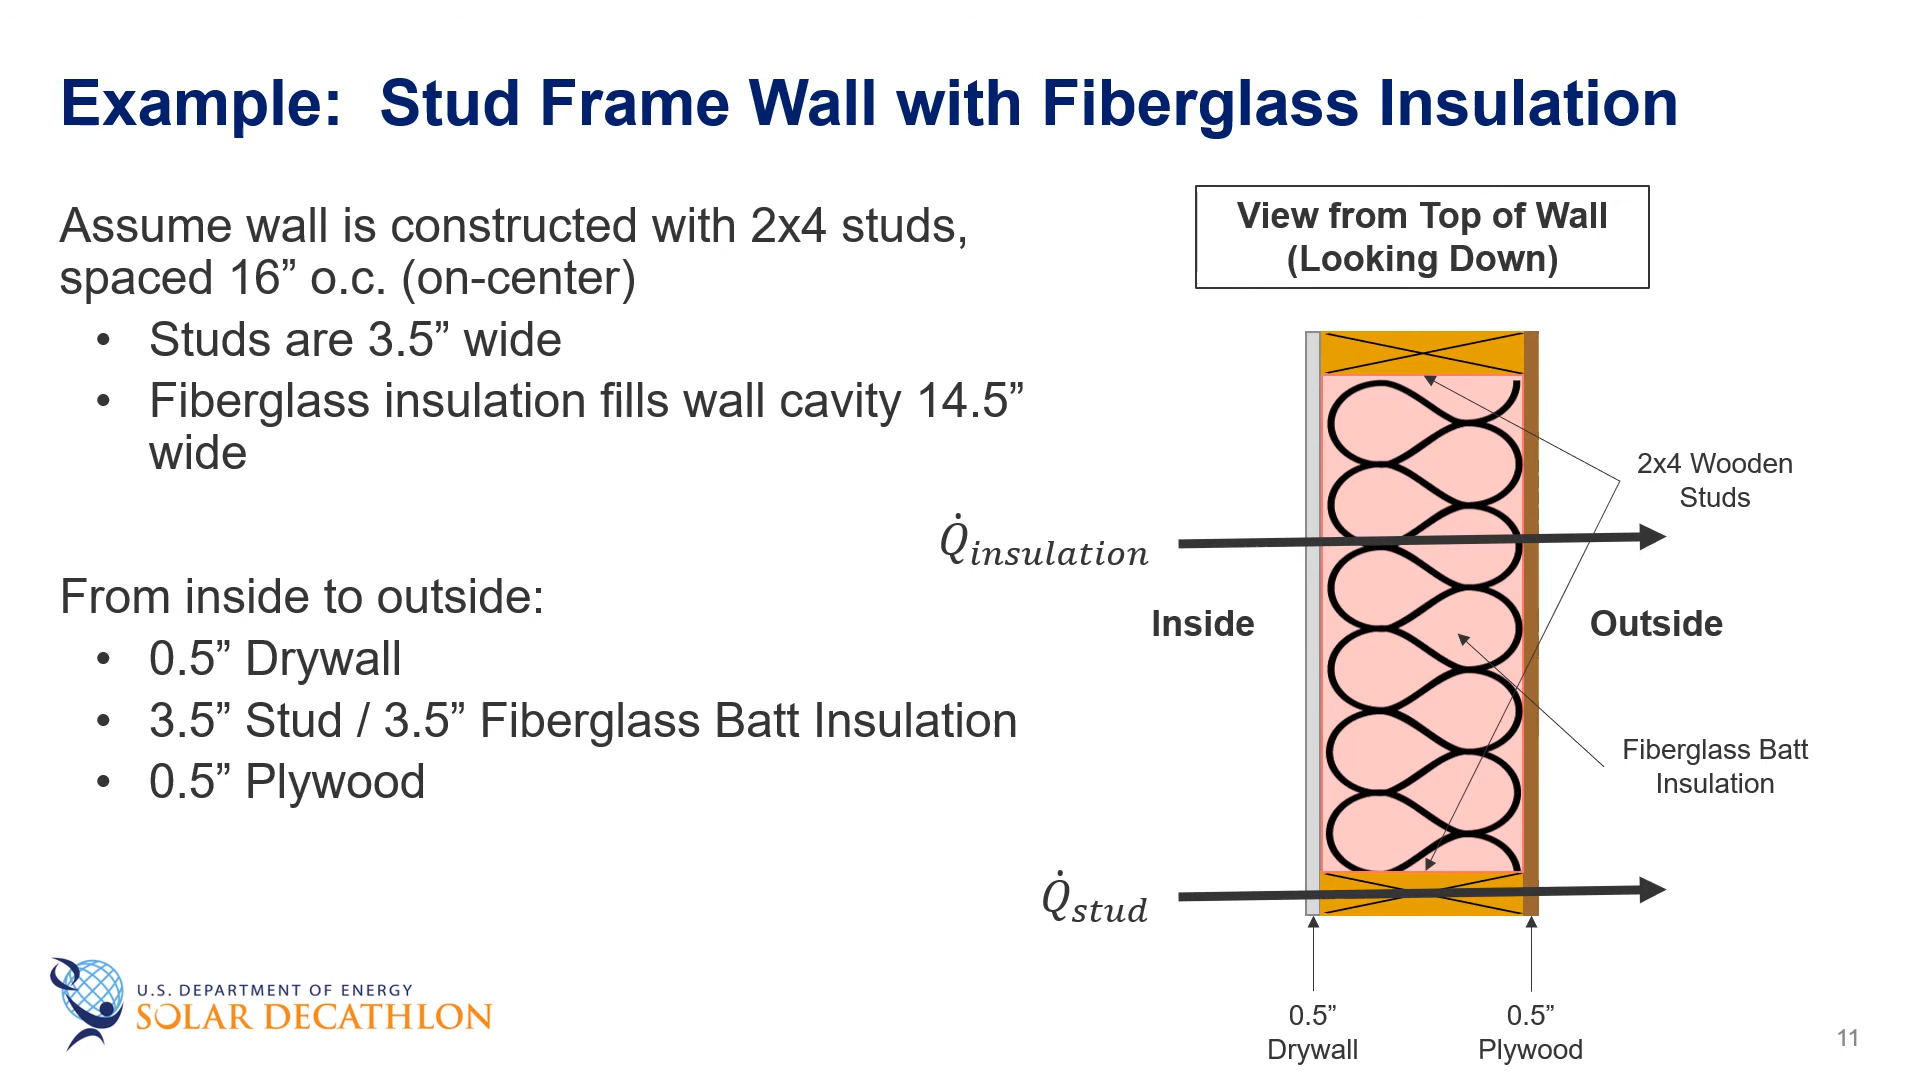 Example:  Stud Frame Wall with Fiberglass Insulation
Assume wall is constructed with 2x4 studs,
spaced 16” o.c. (on-center)
• Studs are 3.5” wide
• Fiberglass insulation fills wall cavity 14.5”
wide
From inside to outside:
• 0.5” Drywall
• 3.5” Stud / 3.5” Fiberglass Batt Insulation
• 0.5” Plywood
View from Top of Wall
(Looking Down)
2x4 Wooden
Studs
Q̇insulation
Inside
Outside
Fiberglass Batt
Insulation
Q̇stud
0.5”
Drywall
0.5”
Plywood
U.S. DEPARTMENT OF ENERGY
SOLAR DECATHLON
11